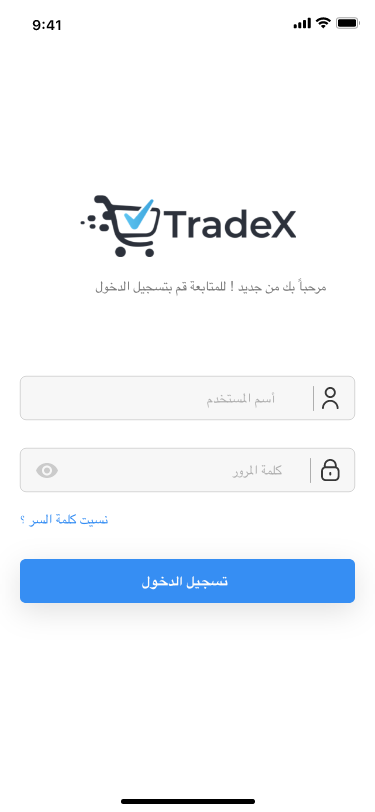 9:41
TradeX
مرحباً بك من جديد ! للمتابعة قم بتسجيل الدخول
أسم المستخدم
كلمة المرور
نسيت كلمة السر ؟
تسجيل الدخول